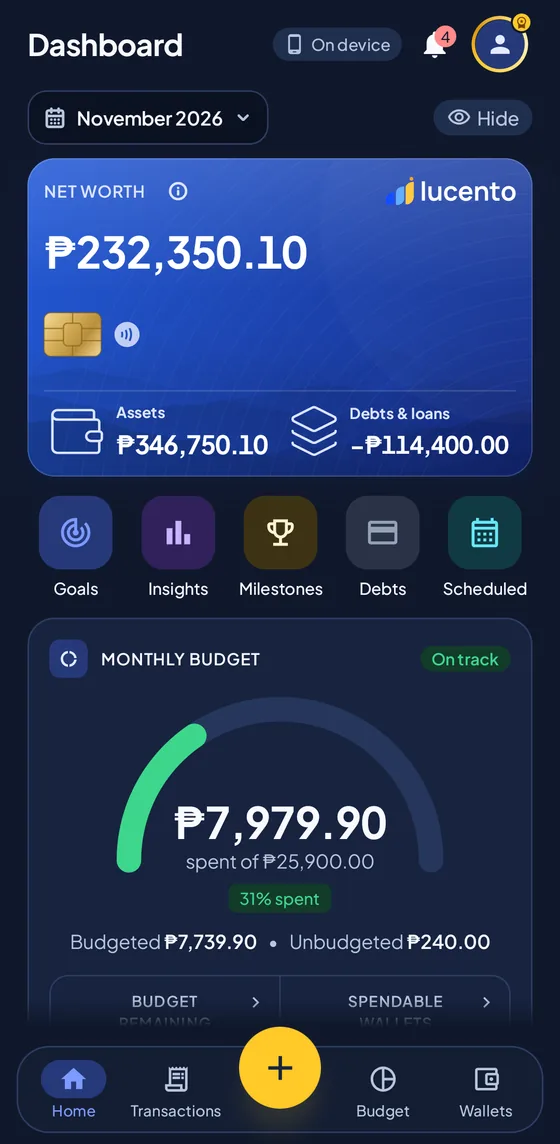 Dashboard
On device
4
November 2026
Hide
NET WORTH
lucento
₱232,350.10
Assets
₱346,750.10
Debts & loans
-₱114,400.00
Goals
Insights
Milestones
Debts
Scheduled
MONTHLY BUDGET
On track
₱7,979.90
spent of ₱25,900.00
31% spent
Budgeted ₱7,739.90 • Unbudgeted ₱240.00
BUDGET
REMAINING
SPENDABLE
WALLETS
Home
Transactions
+
Budget
Wallets